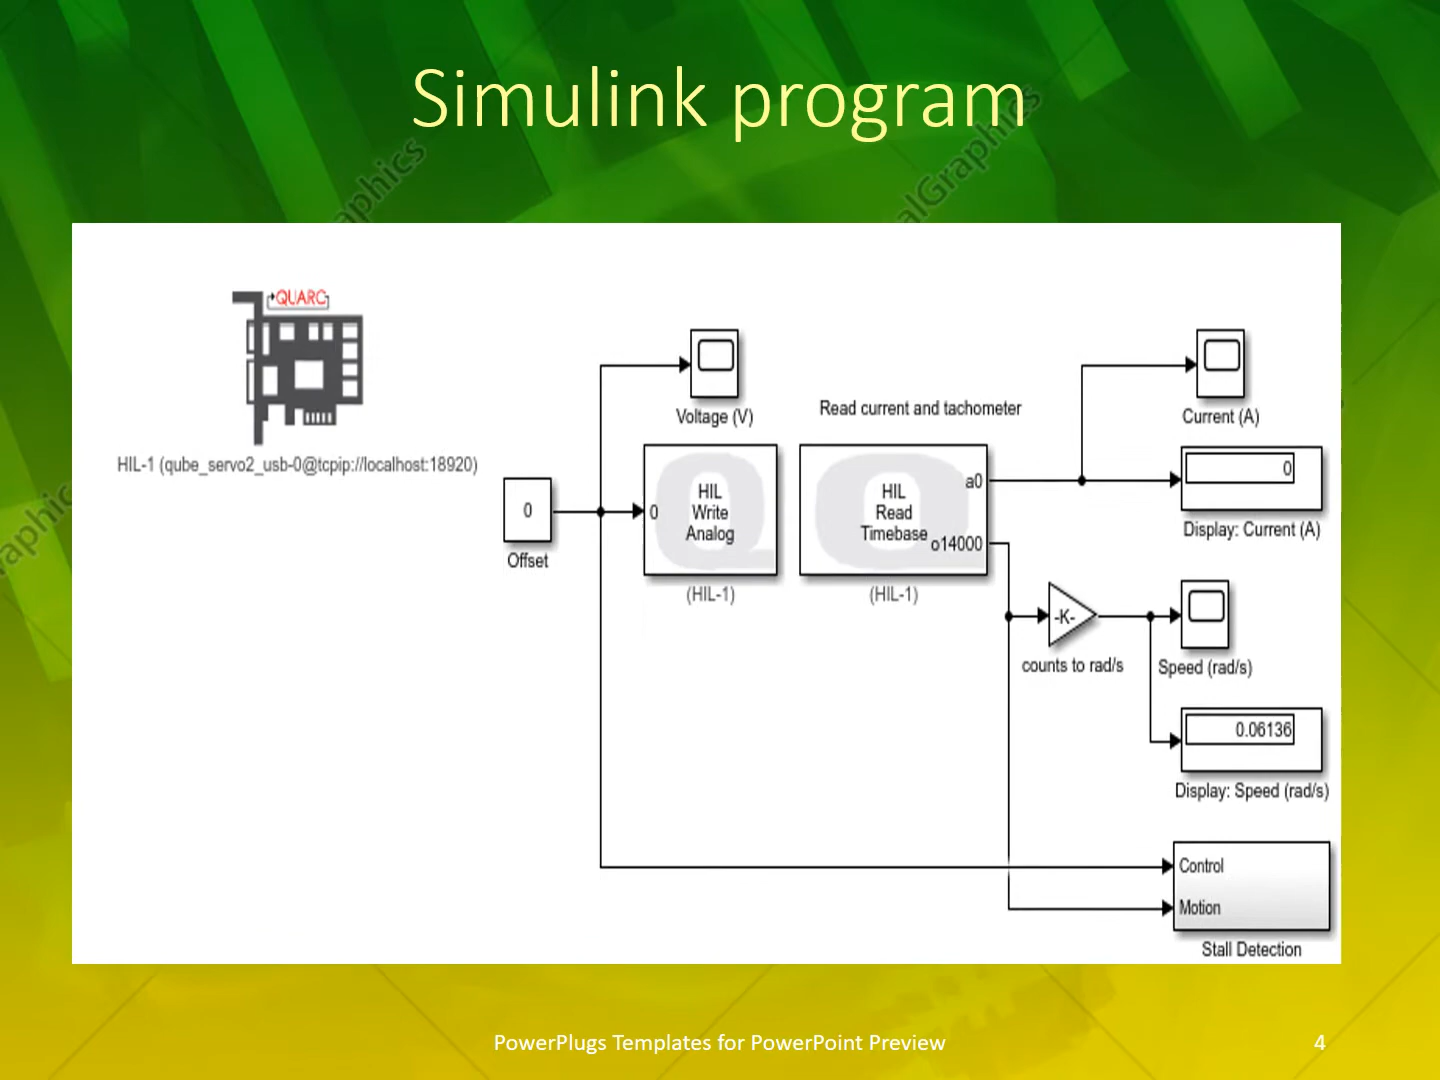 Simulink program
QUARC
HIL-1 (qube_servo2_usb-0@tcpip://localhost:18920)
0
Offset
Voltage (V)
0
HIL
Write
Analog
(HIL-1)
Read current and tachometer
HIL
Read
Timebase
a0
o14000
(HIL-1)
Current (A)
0
Display: Current (A)
-K-
counts to rad/s
Speed (rad/s)
0.06136
Display: Speed (rad/s)
Control
Motion
Stall Detection
PowerPlugs Templates for PowerPoint Preview
4